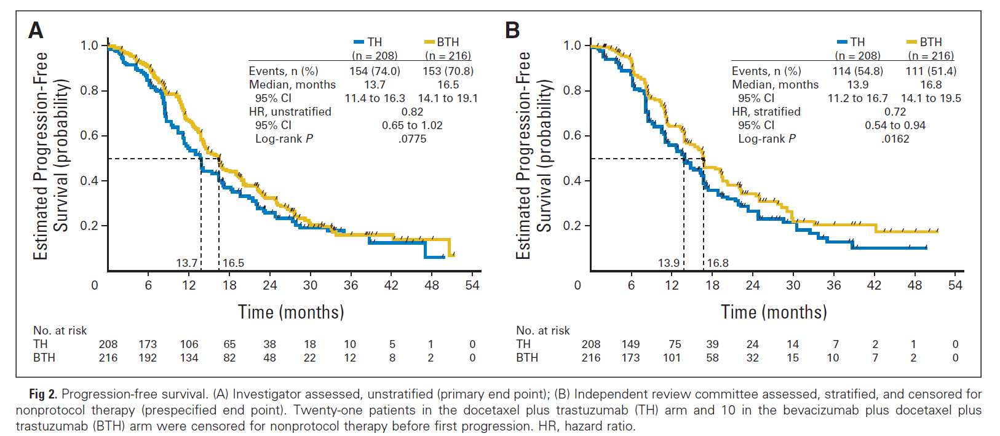 A
TH BTH
(n = 208) (n = 216)
Events, n (%) 154 (74.0) 153 (70.8)
Median, months 13.7 16.5
95% CI 11.4 to 16.3 14.1 to 19.1
HR, unstratified 0.82
95% CI 0.65 to 1.02
Log-rank P .0775
Estimated Progression-Free
Survival (probability)
1.0
0.8
0.6
0.4
0.2
13.7 16.5
0 6 12 18 24 30 36 42 48 54
Time (months)
No. at risk
TH 208 173 106 65 38 18 10 5 1 0
BTH 216 192 134 82 48 22 12 8 2 0
B
TH BTH
(n = 208) (n = 216)
Events, n (%) 114 (54.8) 111 (51.4)
Median, months 13.9 16.8
95% CI 11.2 to 16.7 14.1 to 19.5
HR, stratified 0.72
95% CI 0.54 to 0.94
Log-rank P .0162
Estimated Progression-Free
Survival (probability)
1.0
0.8
0.6
0.4
0.2
13.9 16.8
0 6 12 18 24 30 36 42 48 54
Time (months)
No. at risk
TH 208 149 75 39 24 14 7 2 1 0
BTH 216 173 101 58 32 15 10 7 2 0
Fig 2. Progression-free survival. (A) Investigator assessed, unstratified (primary end point); (B) Independent review committee assessed, stratified, and censored for
nonprotocol therapy (prespecified end point). Twenty-one patients in the docetaxel plus trastuzumab (TH) arm and 10 in the bevacizumab plus docetaxel plus
trastuzumab (BTH) arm were censored for nonprotocol therapy before first progression. HR, hazard ratio.